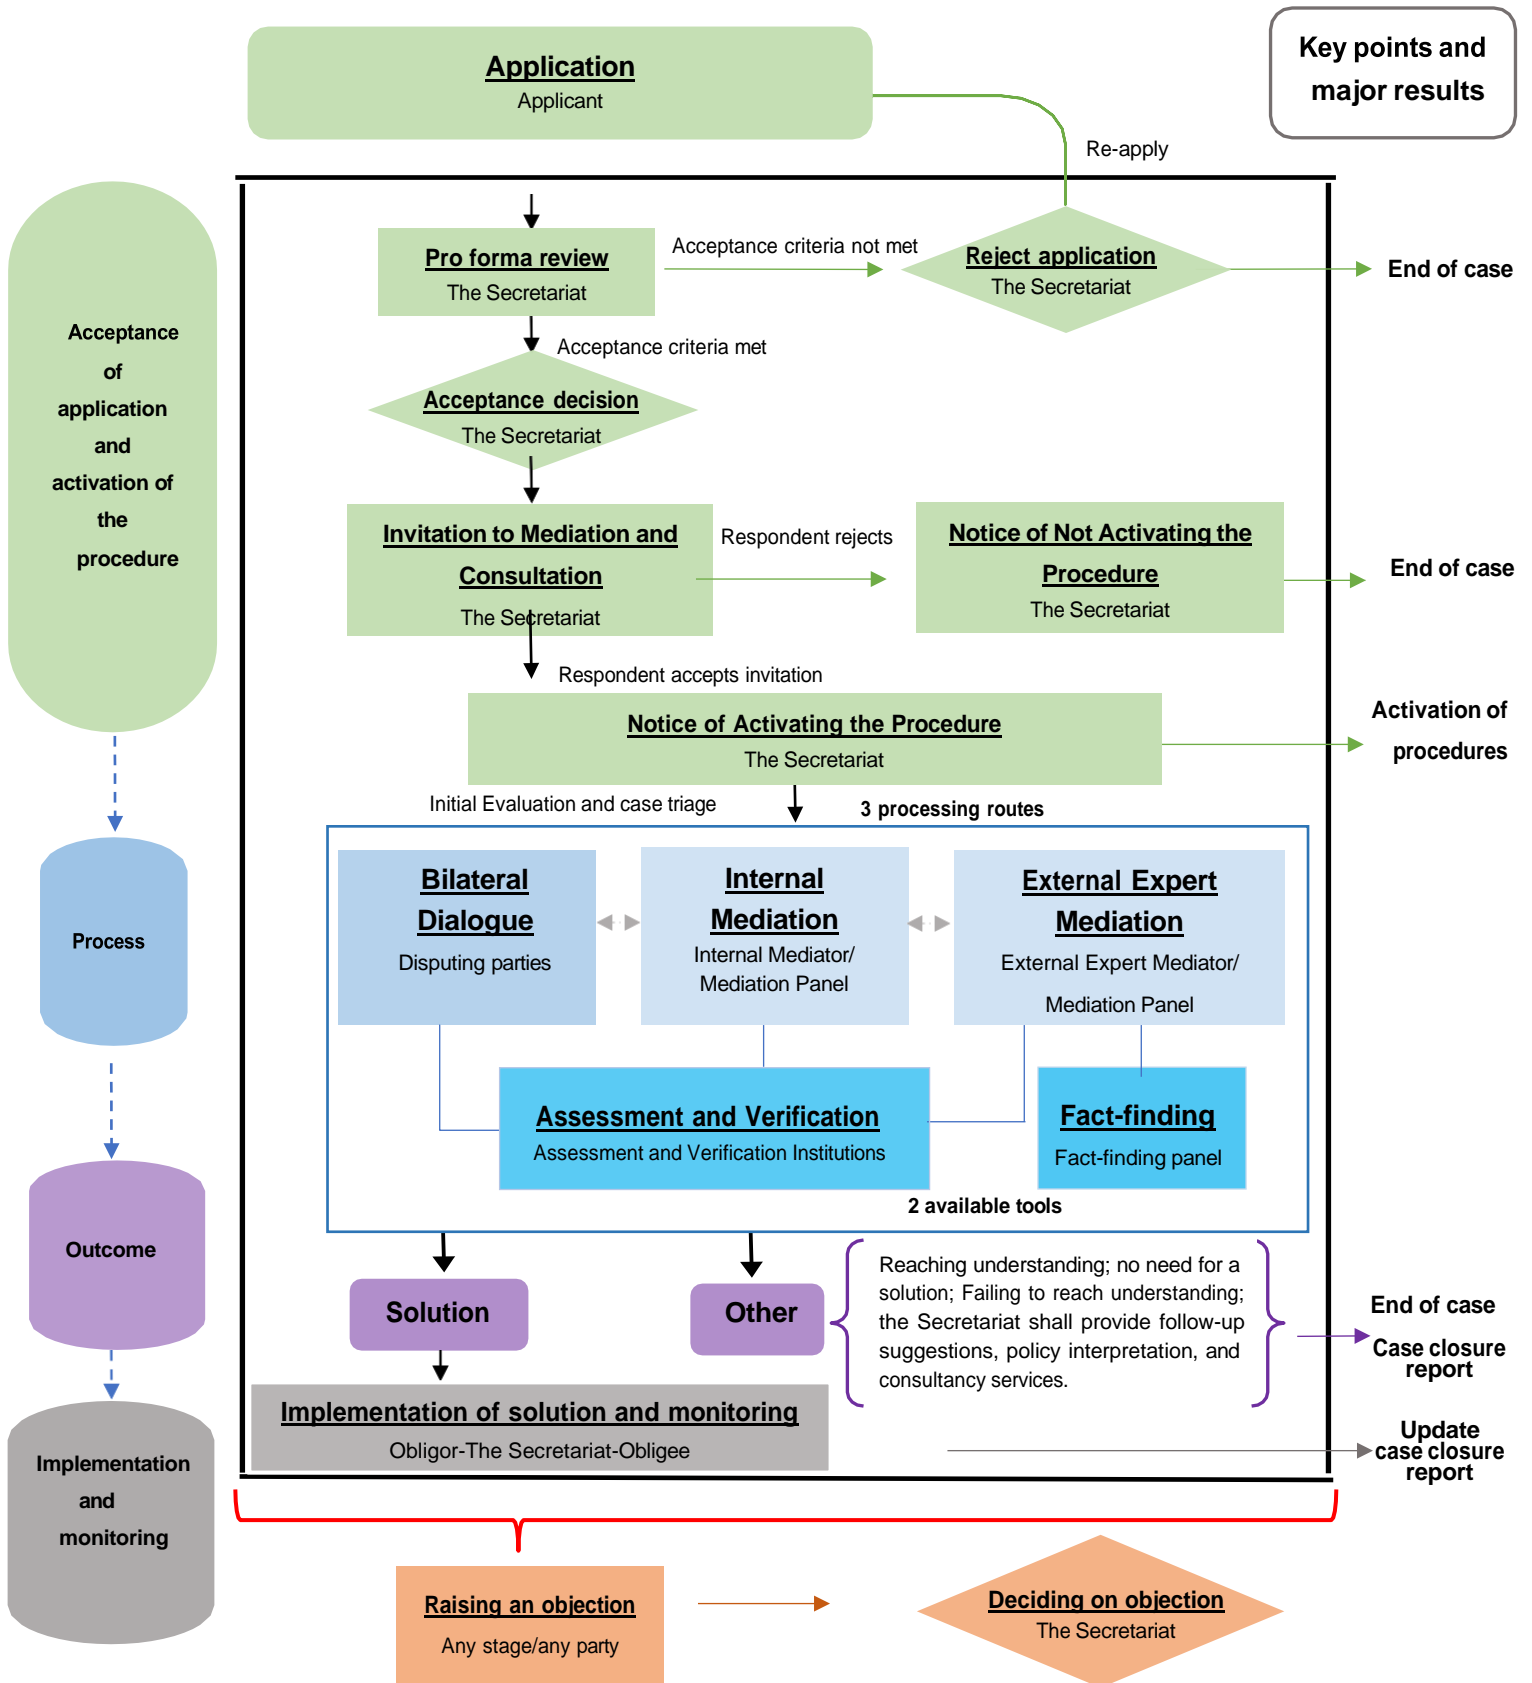 Application
Applicant
Key points and
major results
Re-apply
Acceptance
of
application
and
activation of
the
procedure
Pro forma review
The Secretariat
Acceptance criteria not met
Reject application
The Secretariat
End of case
Acceptance criteria met
Acceptance decision
The Secretariat
Invitation to Mediation and
Consultation
The Secretariat
Respondent rejects
Notice of Not Activating the
Procedure
The Secretariat
End of case
Respondent accepts invitation
Notice of Activating the Procedure
The Secretariat
Activation of
procedures
Initial Evaluation and case triage
3 processing routes
Process
Bilateral
Dialogue
Disputing parties
Internal
Mediation
Internal Mediator/
Mediation Panel
External Expert
Mediation
External Expert Mediator/
Mediation Panel
Assessment and Verification
Assessment and Verification Institutions
Fact-finding
Fact-finding panel
2 available tools
Outcome
Solution
Other
Reaching understanding; no need for a
solution; Failing to reach understanding;
the Secretariat shall provide follow-up
suggestions, policy interpretation, and
consultancy services.
End of case
Case closure
report
Implementation
and
monitoring
Implementation of solution and monitoring
Obligor-The Secretariat-Obligee
Update
case closure
report
Raising an objection
Any stage/any party
Deciding on objection
The Secretariat